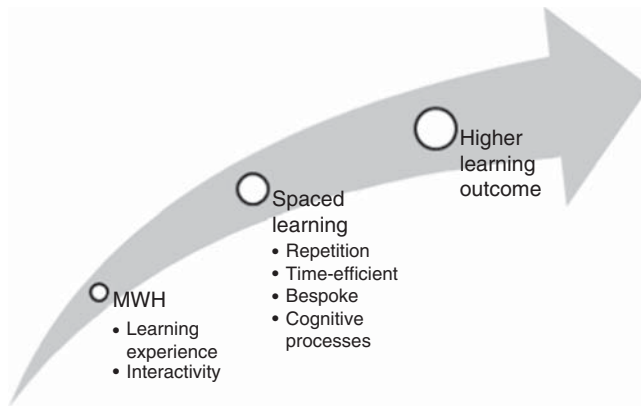 MWH
• Learning
experience
• Interactivity
Spaced
learning
• Repetition
• Time-efficient
• Bespoke
• Cognitive
processes
Higher
learning
outcome